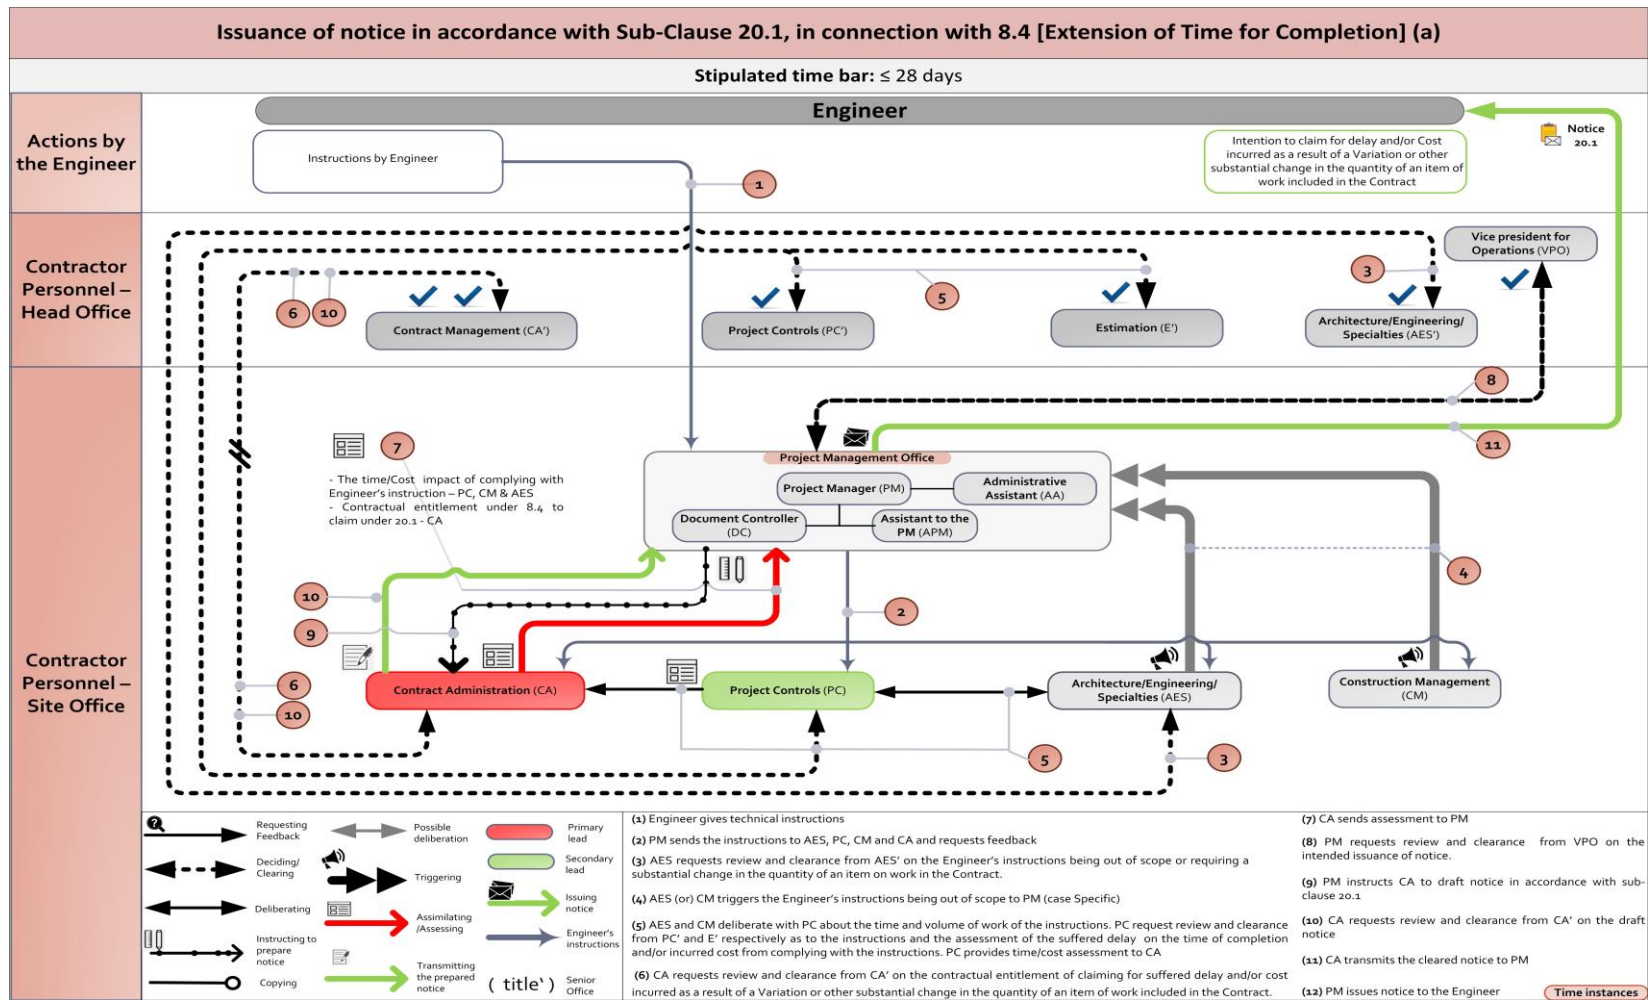 Issuance of notice in accordance with Sub-Clause 20.1, in connection with 8.4 [Extension of Time for Completion] (a)
Stipulated time bar: ≤ 28 days
Actions by
the Engineer
Engineer
Instructions by Engineer
1
Intention to claim for delay and/or Cost
incurred as a result of a Variation or other
substantial change in the quantity of an item of
work included in the Contract
Notice
20.1
Contractor
Personnel –
Head Office
6
10
Contract Management (CA')
Project Controls (PC')
5
Estimation (E')
3
Architecture/Engineering/
Specialties (AES')
Vice president for
Operations (VPO)
Contractor
Personnel –
Site Office
8
11
7
- The time/Cost impact of complying with
Engineer's instruction – PC, CM & AES
- Contractual entitlement under 8.4 to
claim under 20.1 - CA
Project Management Office
Project Manager (PM)
Administrative
Assistant (AA)
Document Controller
(DC)
Assistant to the
PM (APM)
4
10
9
2
6
10
Contract Administration (CA)
Project Controls (PC)
Architecture/Engineering/
Specialties (AES)
Construction Management
(CM)
5
3
Requesting
Feedback
Deciding/
Clearing
Deliberating
Instructing to
prepare
notice
Copying
Possible
deliberation
Triggering
Assimilating
/Assessing
Transmitting
the prepared
notice
Primary
lead
Secondary
lead
Issuing
notice
Engineer's
instructions
( title‵ )
Senior
Office
(1) Engineer gives technical instructions
(2) PM sends the instructions to AES, PC, CM and CA and requests feedback
(3) AES requests review and clearance from AES' on the Engineer's instructions being out of scope or requiring a
substantial change in the quantity of an item on work in the Contract.
(4) AES (or) CM triggers the Engineer's instructions being out of scope to PM (case Specific)
(5) AES and CM deliberate with PC about the time and volume of work of the instructions. PC request review and clearance
from PC' and E' respectively as to the instructions and the assessment of the suffered delay on the time of completion
and/or incurred cost from complying with the instructions. PC provides time/cost assessment to CA
(6) CA requests review and clearance from CA' on the contractual entitlement of claiming for suffered delay and/or cost
incurred as a result of a Variation or other substantial change in the quantity of an item of work included in the Contract.
(7) CA sends assessment to PM
(8) PM requests review and clearance from VPO on the
intended issuance of notice.
(9) PM instructs CA to draft notice in accordance with sub-
clause 20.1
(10) CA requests review and clearance from CA' on the draft
notice
(11) CA transmits the cleared notice to PM
(12) PM issues notice to the Engineer
Time instances